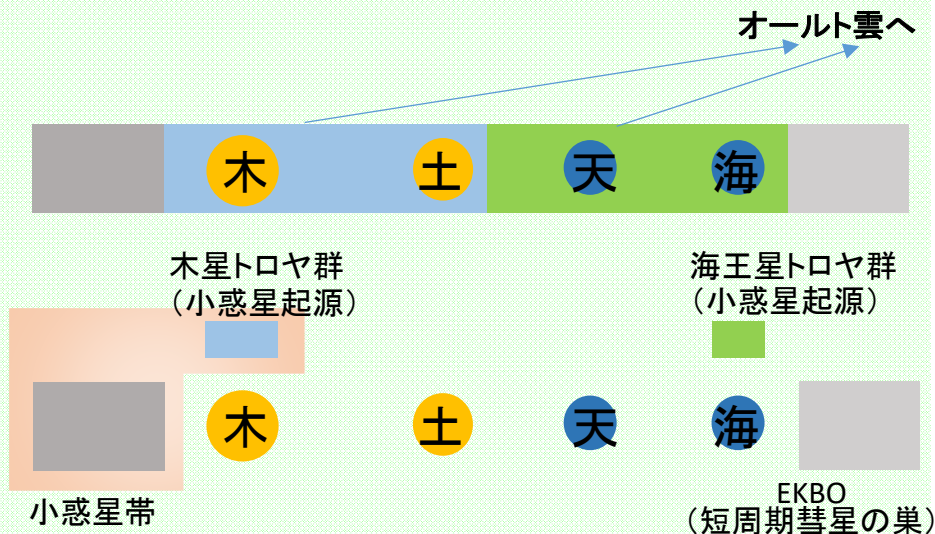 オールト雲へ
木 土 天 海
木星トロヤ群
（小惑星起源）
海王星トロヤ群
（小惑星起源）
木 土 天 海
小惑星帯
EKBO
（短周期彗星の巣）